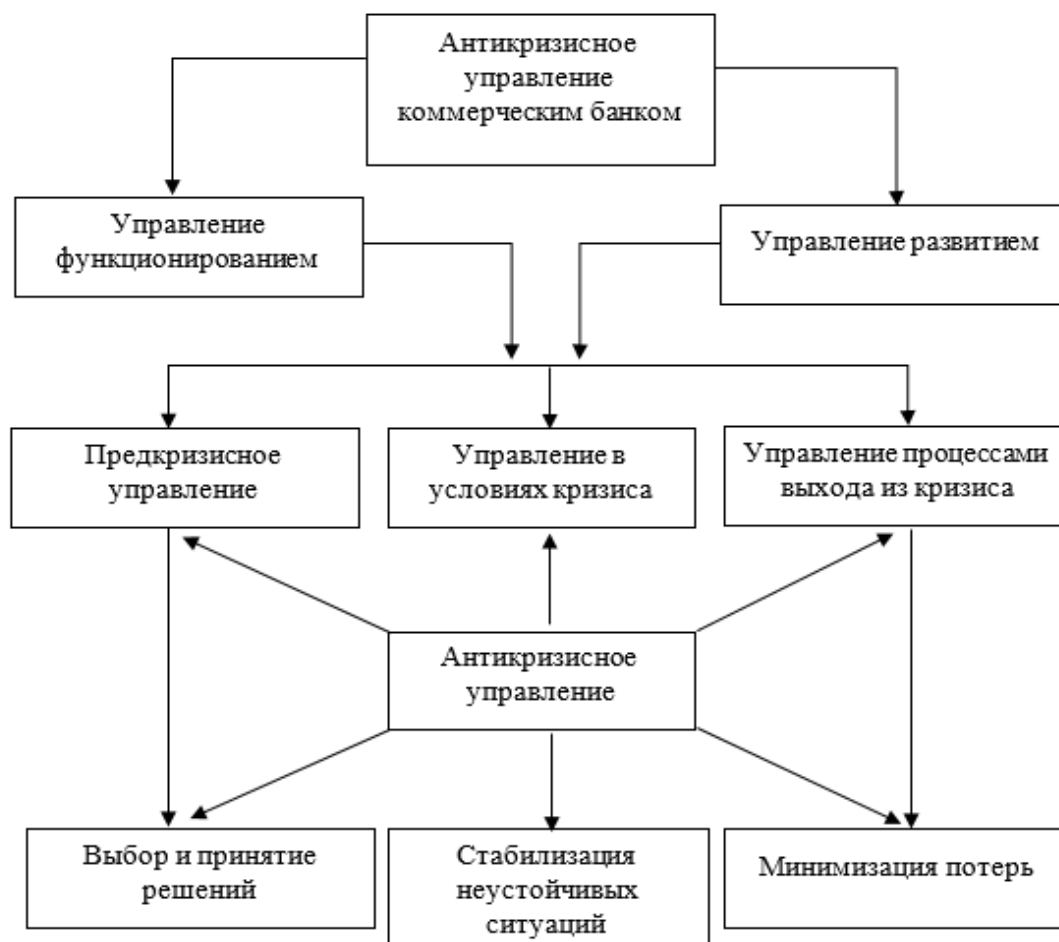 Антикризисное
управление
коммерческим банком
Управление
функционированием
Управление развитием
Предкризисное
управление
Управление в
условиях кризиса
Управление процессами
выхода из кризиса
Антикризисное
управление
Выбор и принятие
решений
Стабилизация
неустойчивых
ситуаций
Минимизация потерь